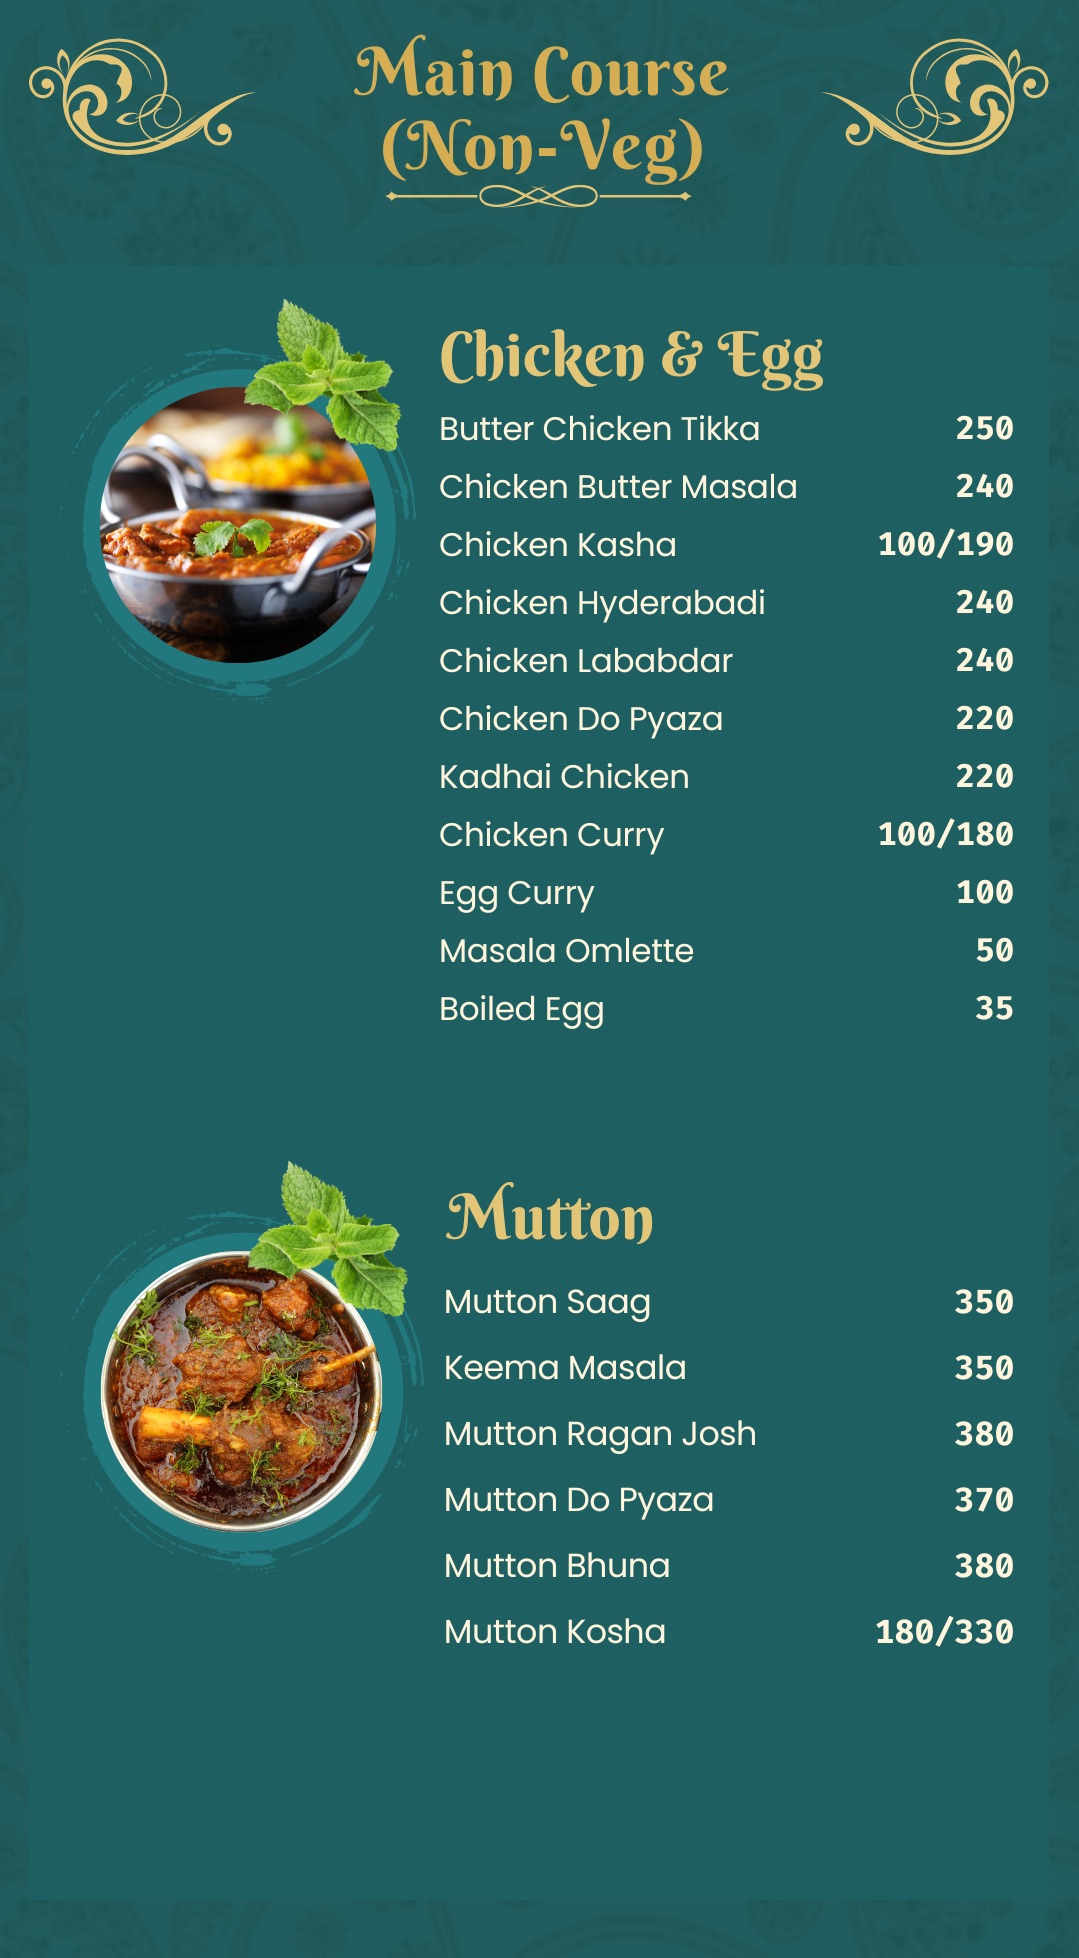 Main Course
(Non-Veg)
Chicken & Egg
Butter Chicken Tikka 250
Chicken Butter Masala 240
Chicken Kasha 100/190
Chicken Hyderabadi 240
Chicken Lababdar 240
Chicken Do Pyaza 220
Kadhai Chicken 220
Chicken Curry 100/180
Egg Curry 100
Masala Omlette 50
Boiled Egg 35
Mutton
Mutton Saag 350
Keema Masala 350
Mutton Ragan Josh 380
Mutton Do Pyaza 370
Mutton Bhuna 380
Mutton Kosha 180/330